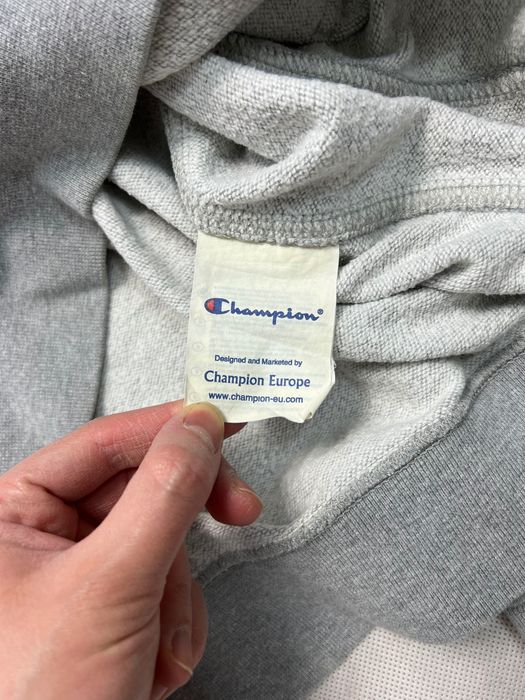 Champion®
Designed and Marketed by
Champion Europe
www.champion-eu.com